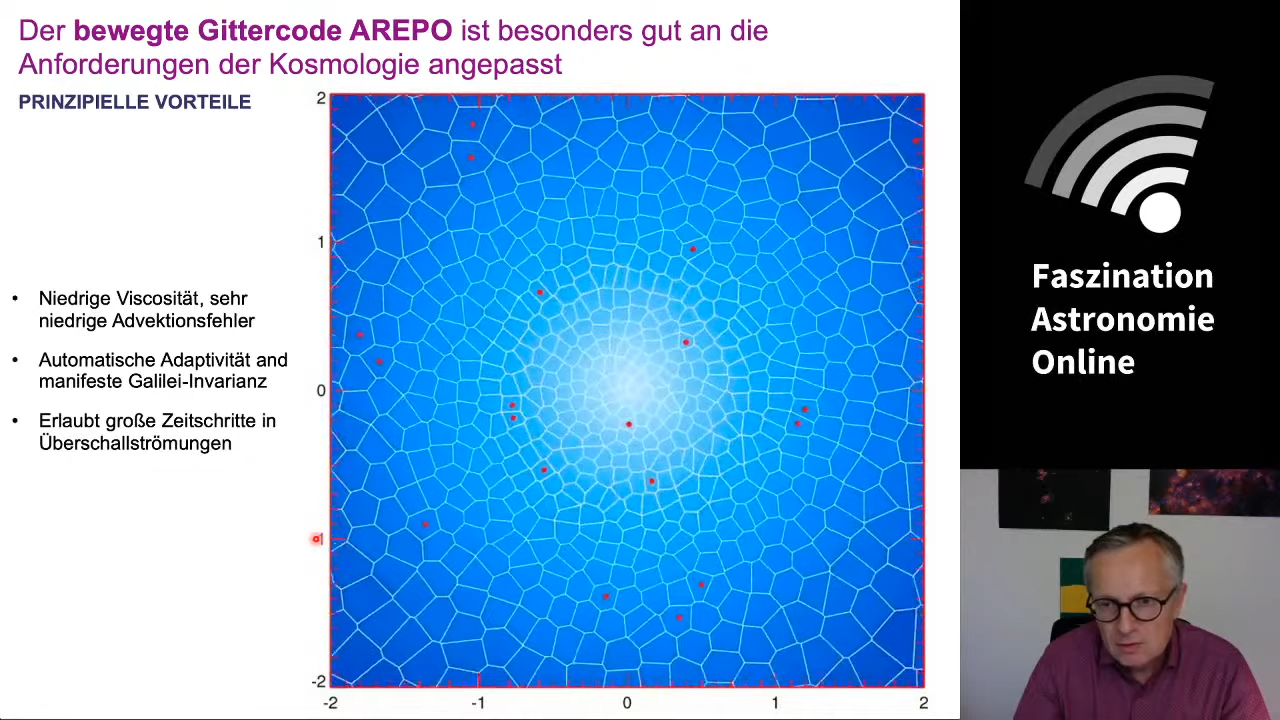 Der bewegte Gittercode AREPO ist besonders gut an die
Anforderungen der Kosmologie angepasst
PRINZIPIELLE VORTEILE
• Niedrige Viscosität, sehr
niedrige Advektionsfehler
• Automatische Adaptivität and
manifeste Galilei-Invarianz
• Erlaubt große Zeitschritte in
Überschallströmungen
2
1
0
-1
-2
-2 -1 0 1 2
Faszination
Astronomie
Online